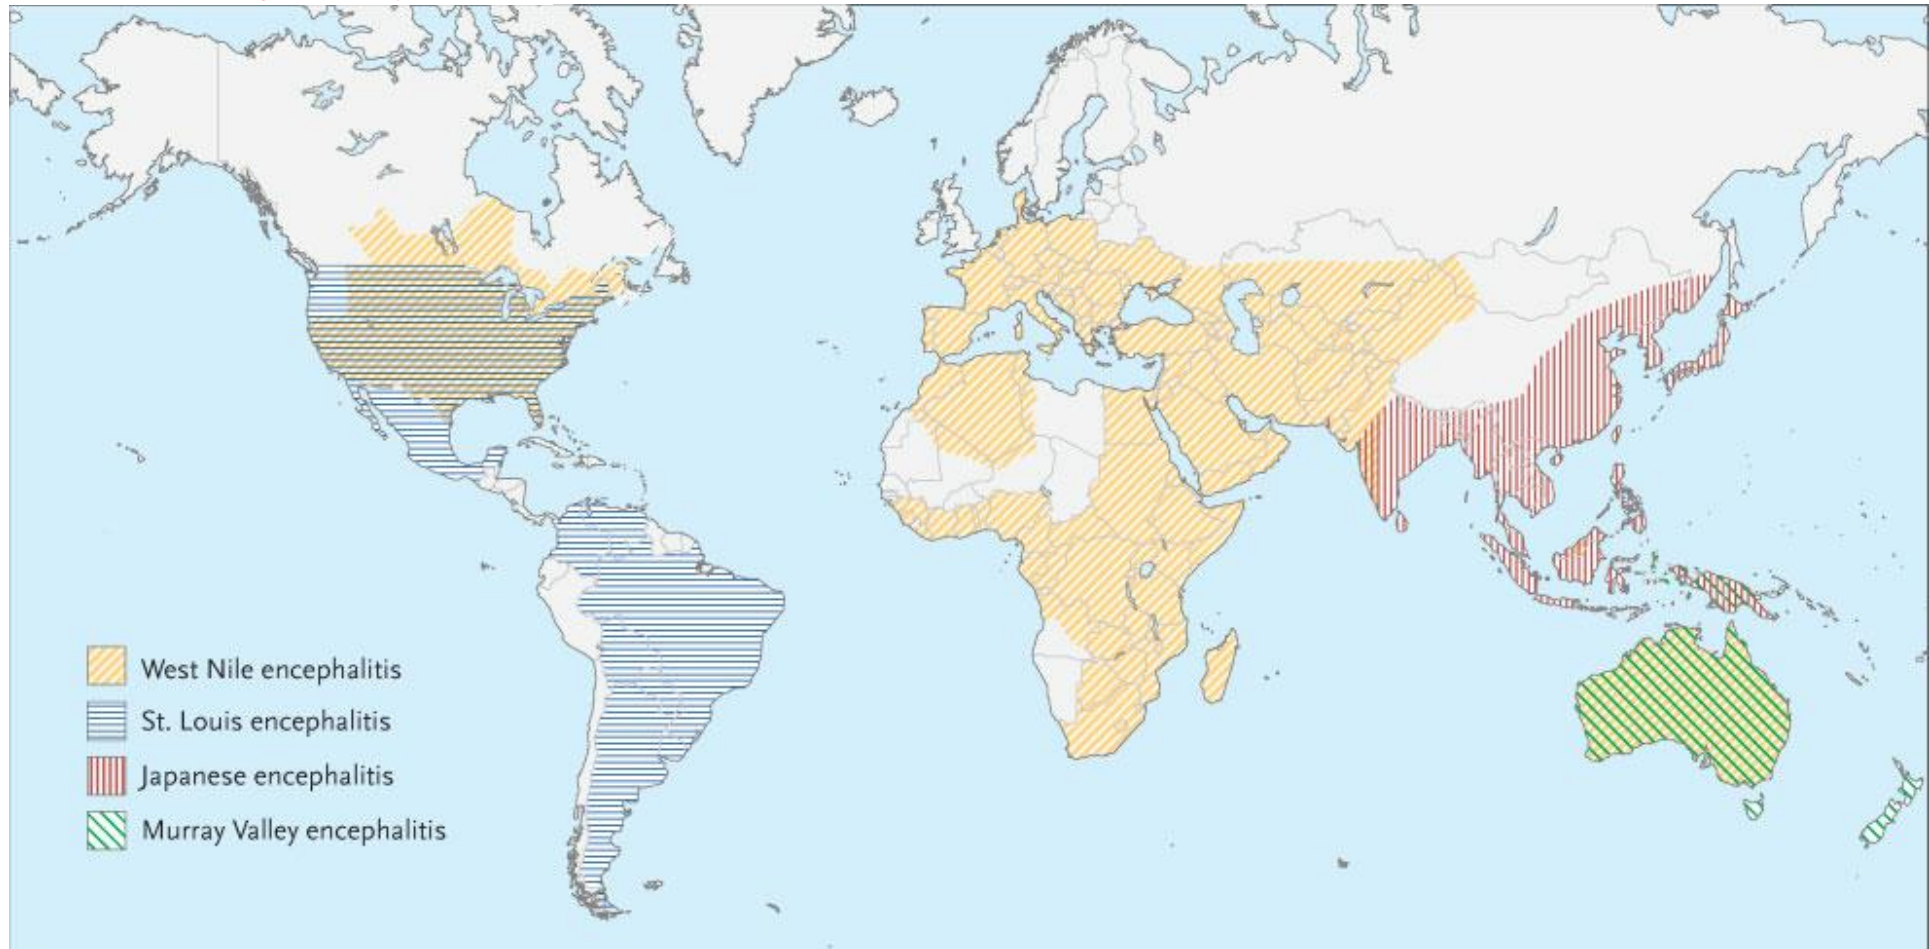 West Nile encephalitis
St. Louis encephalitis
Japanese encephalitis
Murray Valley encephalitis